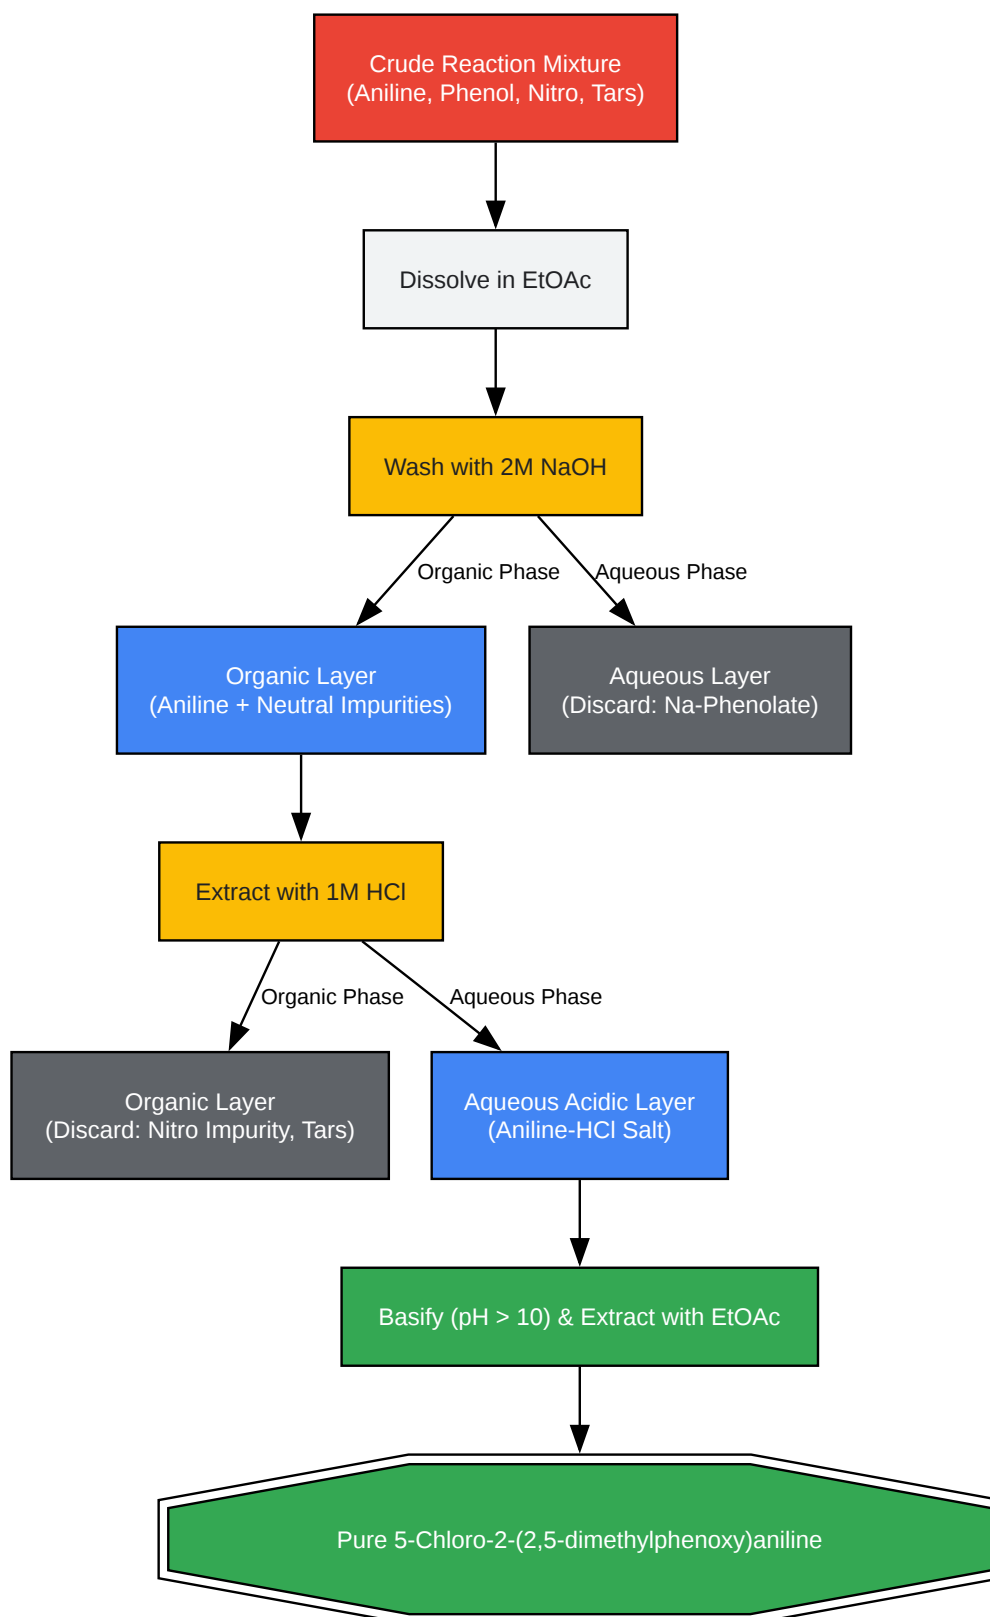 Crude Reaction Mixture
(Aniline, Phenol, Nitro, Tars)
Dissolve in EtOAc
Wash with 2M NaOH
Organic Phase
Aqueous Phase
Organic Layer
(Aniline + Neutral Impurities)
Aqueous Layer
(Discard: Na-Phenolate)
Extract with 1M HCl
Organic Phase
Aqueous Phase
Organic Layer
(Discard: Nitro Impurity, Tars)
Aqueous Acidic Layer
(Aniline-HCl Salt)
Basify (pH > 10) & Extract with EtOAc
Pure 5-Chloro-2-(2,5-dimethylphenoxy)aniline